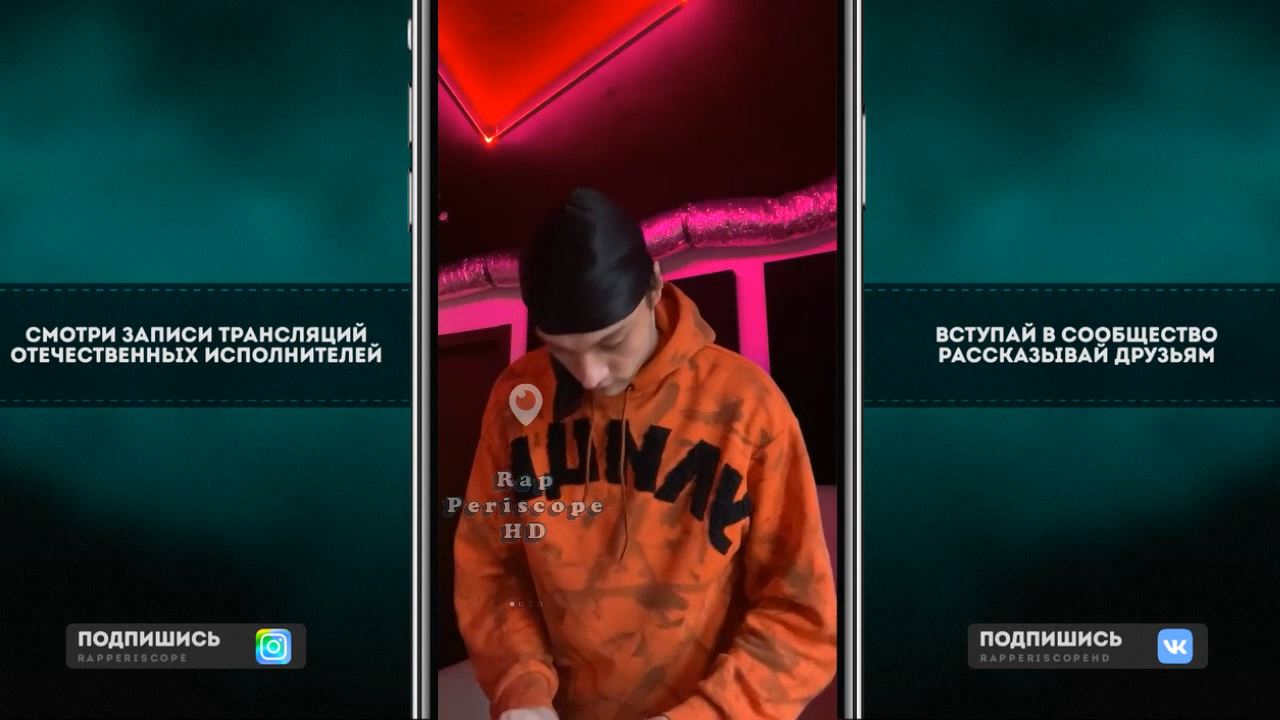 СМОТРИ ЗАПИСИ ТРАНСЛЯЦИЙ
ОТЕЧЕСТВЕННЫХ ИСПОЛНИТЕЛЕЙ
ВСТУПАЙ В СООБЩЕСТВО
РАССКАЗЫВАЙ ДРУЗЬЯМ
Rap
Periscope
HD
ПОДПИШИСЬ
RAPPERISCOPE
ПОДПИШИСЬ
RAPPERISCOPEHD